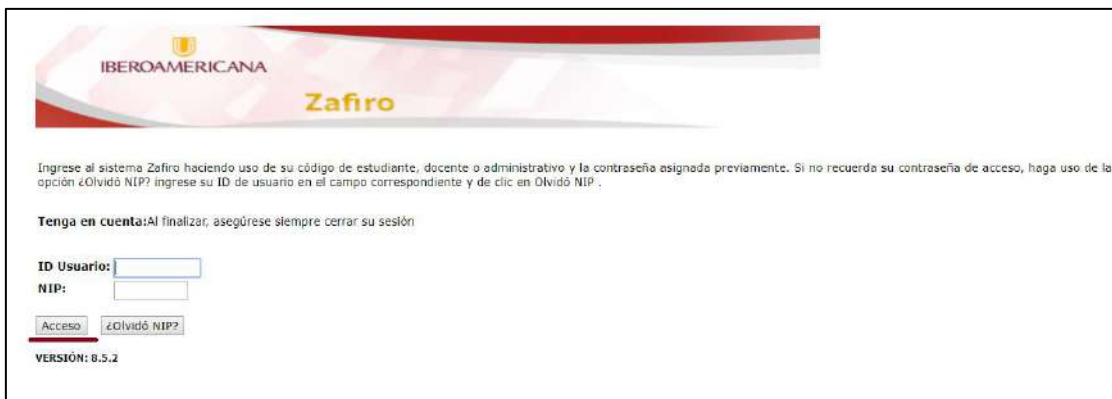 IBEROAMERICANA
Zafiro
Ingrese al sistema Zafiro haciendo uso de su código de estudiante, docente o administrativo y la contraseña asignada previamente. Si no recuerda su contraseña de acceso, haga uso de la
opción ¿Olvidó NIP? ingrese su ID de usuario en el campo correspondiente y de clic en Olvidó NIP .
Tenga en cuenta:Al finalizar, asegúrese siempre cerrar su sesión
ID Usuario:
NIP:
Acceso ¿Olvidó NIP?
VERSIÓN: 8.5.2